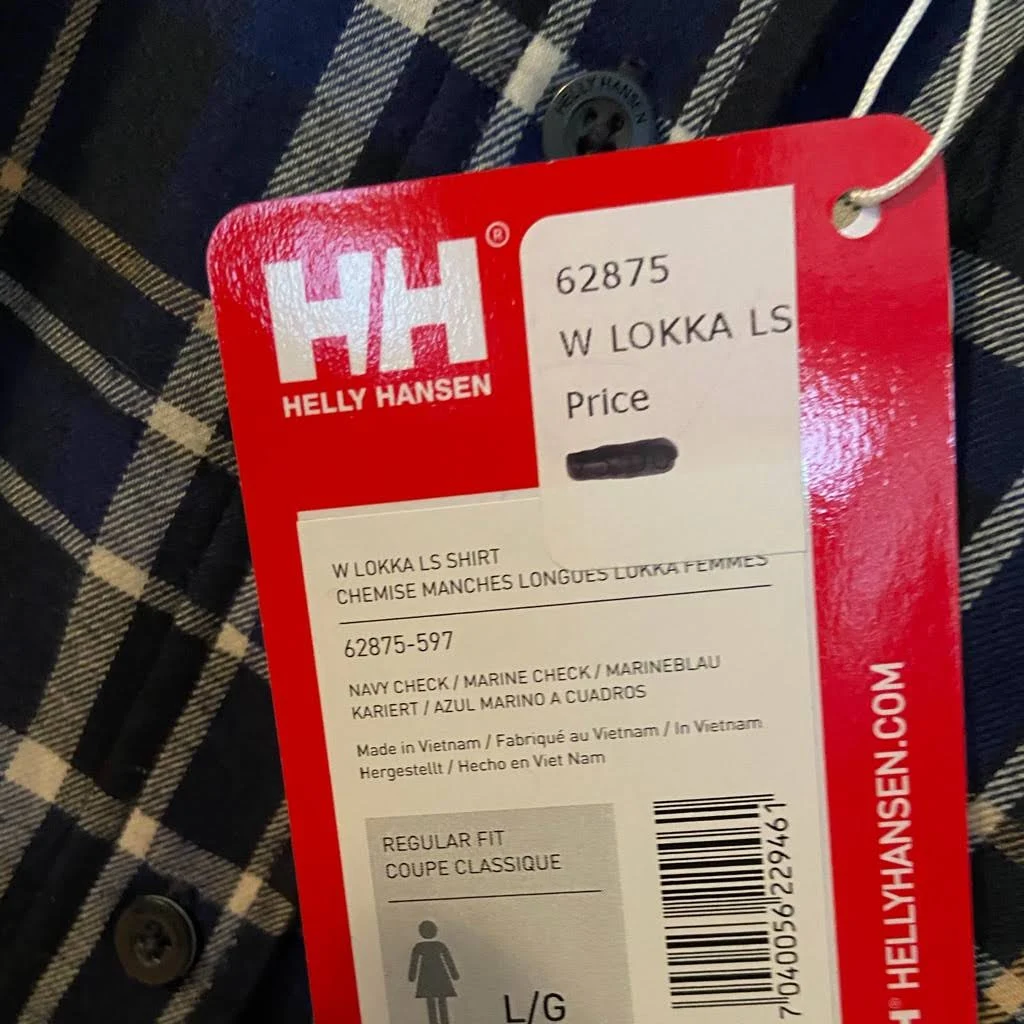 HELLY HANSEN
HH®
HELLY HANSEN
62875
W LOKKA LS
Price
W LOKKA LS SHIRT
CHEMISE MANCHES LONGUES LOKKA FEMMES
62875-597
NAVY CHECK / MARINE CHECK / MARINEBLAU
KARIERT / AZUL MARINO A CUADROS
Made in Vietnam / Fabriqué au Vietnam / In Vietnam
Hergestellt / Hecho en Viet Nam
REGULAR FIT
COUPE CLASSIQUE
L/G
7040056229461
® HELLYHANSEN.COM